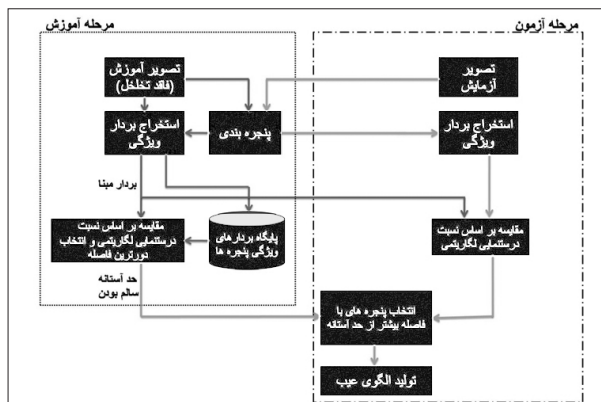 مرحله آموزش
مرحله آزمون
تصویر آموزش
(فاقد تخلخل)
تصویر
آزمایش
استخراج بردار
ویژگی
پنجره بندی
استخراج بردار
ویژگی
بردار مبنا
مقایسه بر اساس نسبت
درستنمایی لگاریتمی و انتخاب
دورترین فاصله
پایگاه بردارهای
ویژگی پنجره ها
مقایسه بر اساس نسبت
درستنمایی لگاریتمی
حد آستانه
سالم بودن
انتخاب پنجره های با
فاصله بیشتر از حد آستانه
تولید الگوی عیب